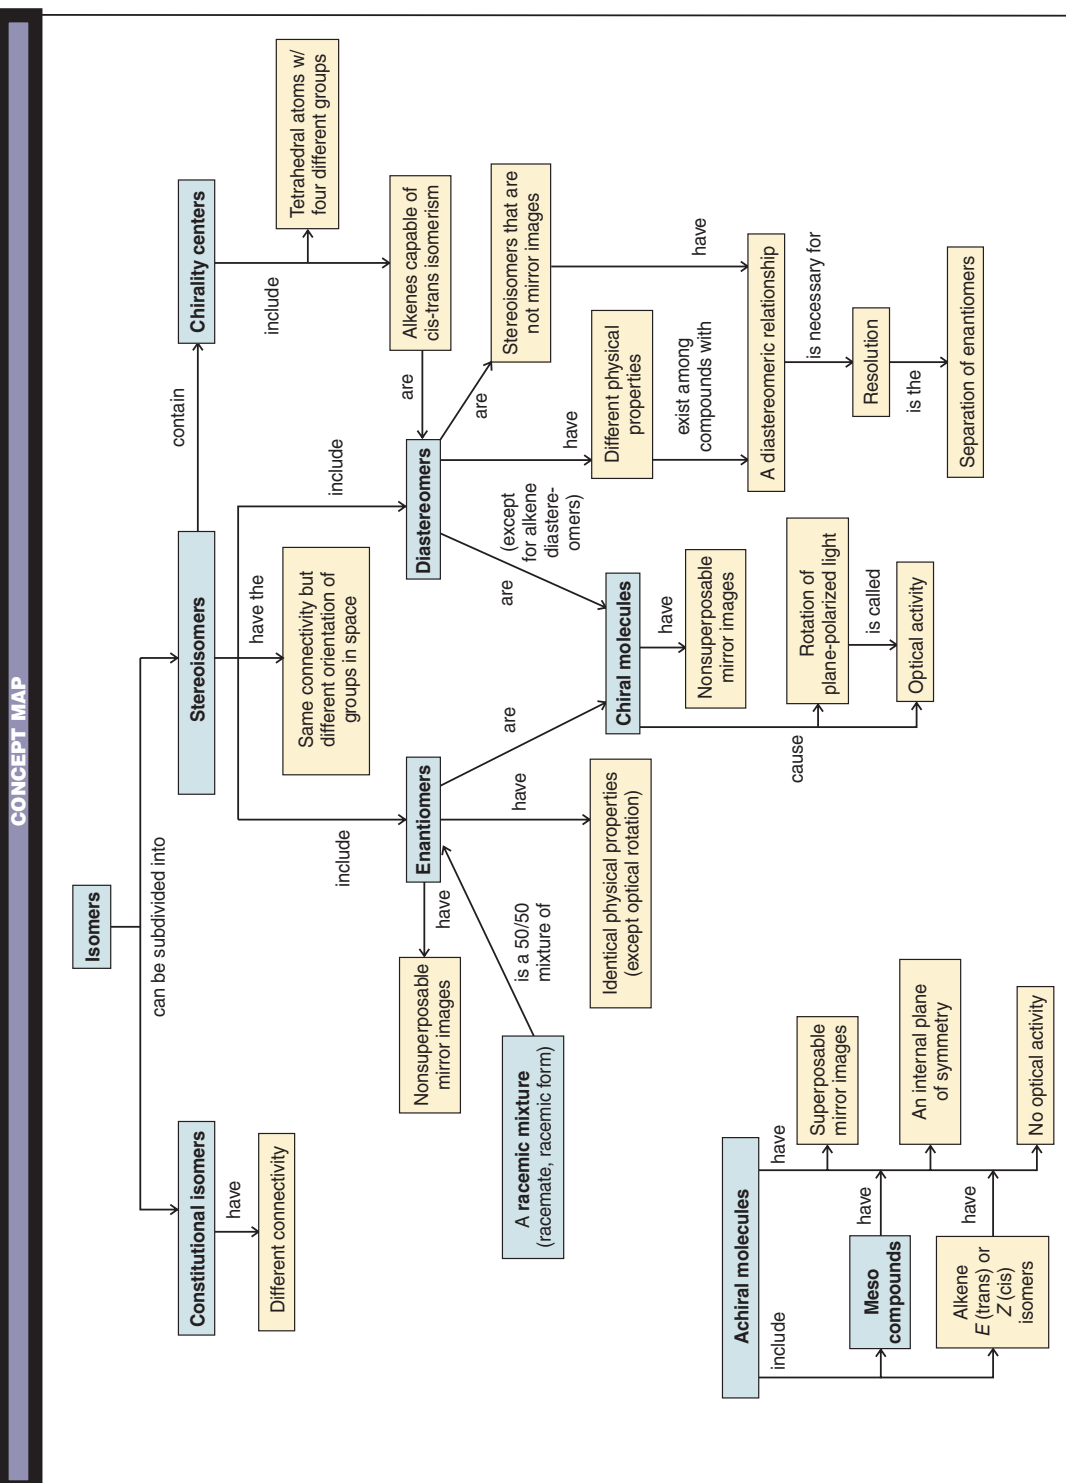 CONCEPT MAP
Isomers
can be subdivided into
Constitutional isomers
have
Different connectivity
Stereoisomers
contain
Chirality centers
include
Tetrahedral atoms w/
four different groups
Alkenes capable of
cis-trans isomerism
are
have the
Same connectivity but
different orientation of
groups in space
include
include
Enantiomers
have
Nonsuperposable
mirror images
have
Identical physical properties
(except optical rotation)
are
is a 50/50
mixture of
A racemic mixture
(racemate, racemic form)
Diastereomers
are
Stereoisomers that are
not mirror images
have
have
Different physical
properties
exist among
compounds with
A diastereomeric relationship
is necessary for
Resolution
is the
Separation of enantiomers
are
(except
for alkene
diastere-
omers)
Chiral molecules
have
Nonsuperposable
mirror images
cause
Rotation of
plane-polarized light
is called
Optical activity
Achiral molecules
include
have
Meso
compounds
have
Alkene
E (trans) or
Z (cis)
isomers
have
Superposable
mirror images
An internal plane
of symmetry
No optical activity